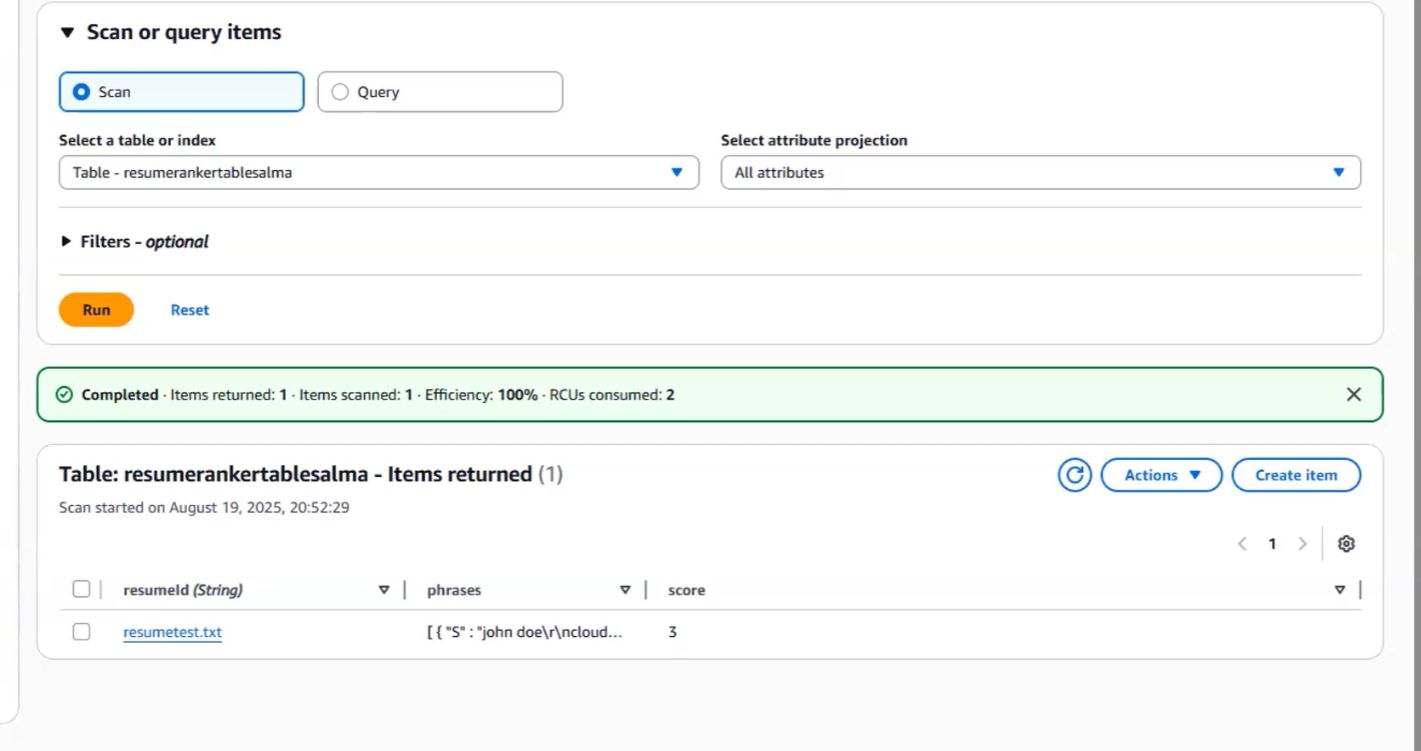 Scan or query items
Scan
Query
Select a table or index
Select attribute projection
Table - resumerankertablesalma
All attributes
Filters - optional
Run
Reset
Completed · Items returned: 1 · Items scanned: 1 · Efficiency: 100% · RCUs consumed: 2
Table: resumerankertablesalma - Items returned (1)
Actions
Create item
Scan started on August 19, 2025, 20:52:29
1
resumeId (String)
phrases
score
resumetest.txt
[ { "S" : "john doe\r\ncloud...
3